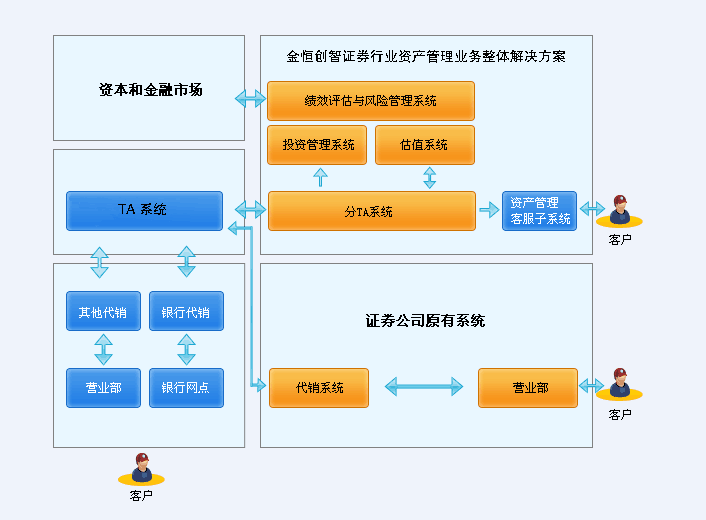 金恒创智证券行业资产管理业务整体解决方案
资本和金融市场
绩效评估与风险管理系统
投资管理系统
估值系统
TA 系统
分TA系统
资产管理
客服子系统
客户
其他代销
银行代销
证券公司原有系统
营业部
银行网点
代销系统
营业部
客户
客户